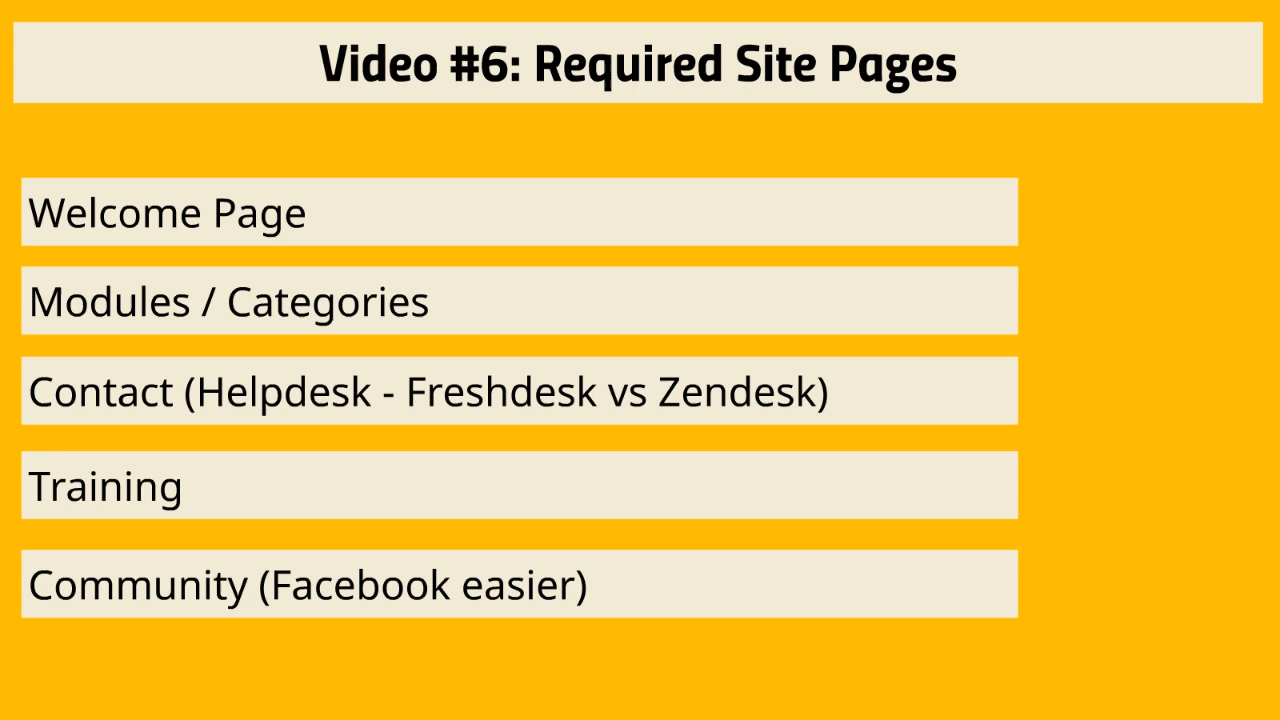 Video #6: Required Site Pages
Welcome Page
Modules / Categories
Contact (Helpdesk - Freshdesk vs Zendesk)
Training
Community (Facebook easier)